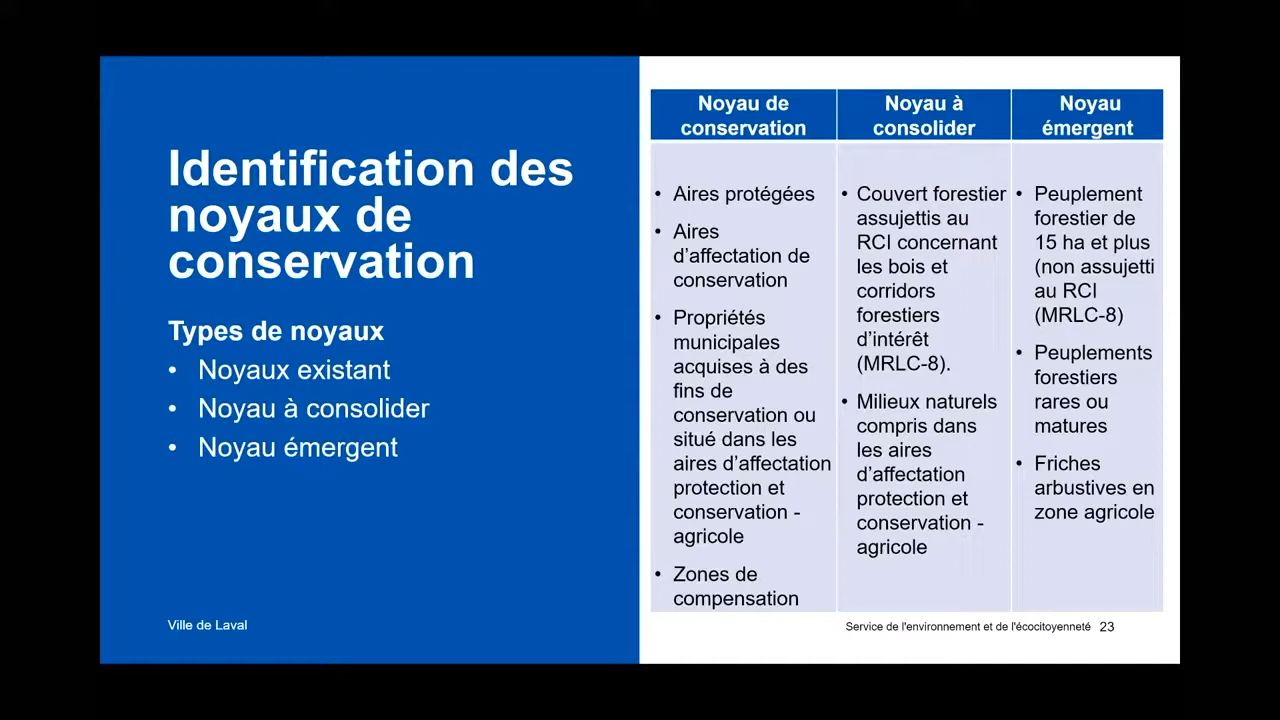 Identification des
noyaux de
conservation
Types de noyaux
• Noyaux existant
• Noyau à consolider
• Noyau émergent
Ville de Laval
Noyau de
conservation
• Aires protégées
• Aires
d’affectation de
conservation
• Propriétés
municipales
acquises à des
fins de
conservation ou
situé dans les
aires d’affectation
protection et
conservation -
agricole
• Zones de
compensation
Noyau à
consolider
• Couvert forestier
assujettis au
RCI concernant
les bois et
corridors
forestiers
d’intérêt
(MRLC-8).
• Milieux naturels
compris dans
les aires
d’affectation
protection et
conservation -
agricole
Noyau
émergent
• Peuplement
forestier de
15 ha et plus
(non assujetti
au RCI
(MRLC-8)
• Peuplements
forestiers
rares ou
matures
• Friches
arbustives en
zone agricole
Service de l'environnement et de l'écocitoyenneté 23